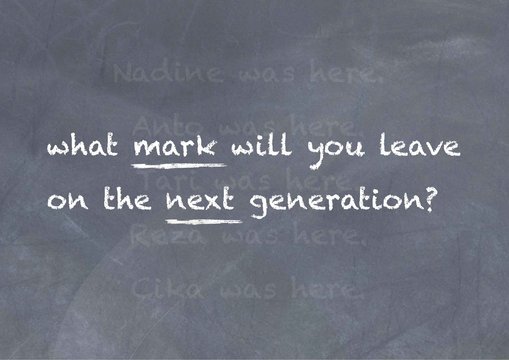 Nadine was here.
Anto was here.
what mark will you leave
was here.
on the next generation?
Reza was here.
Cika was here.